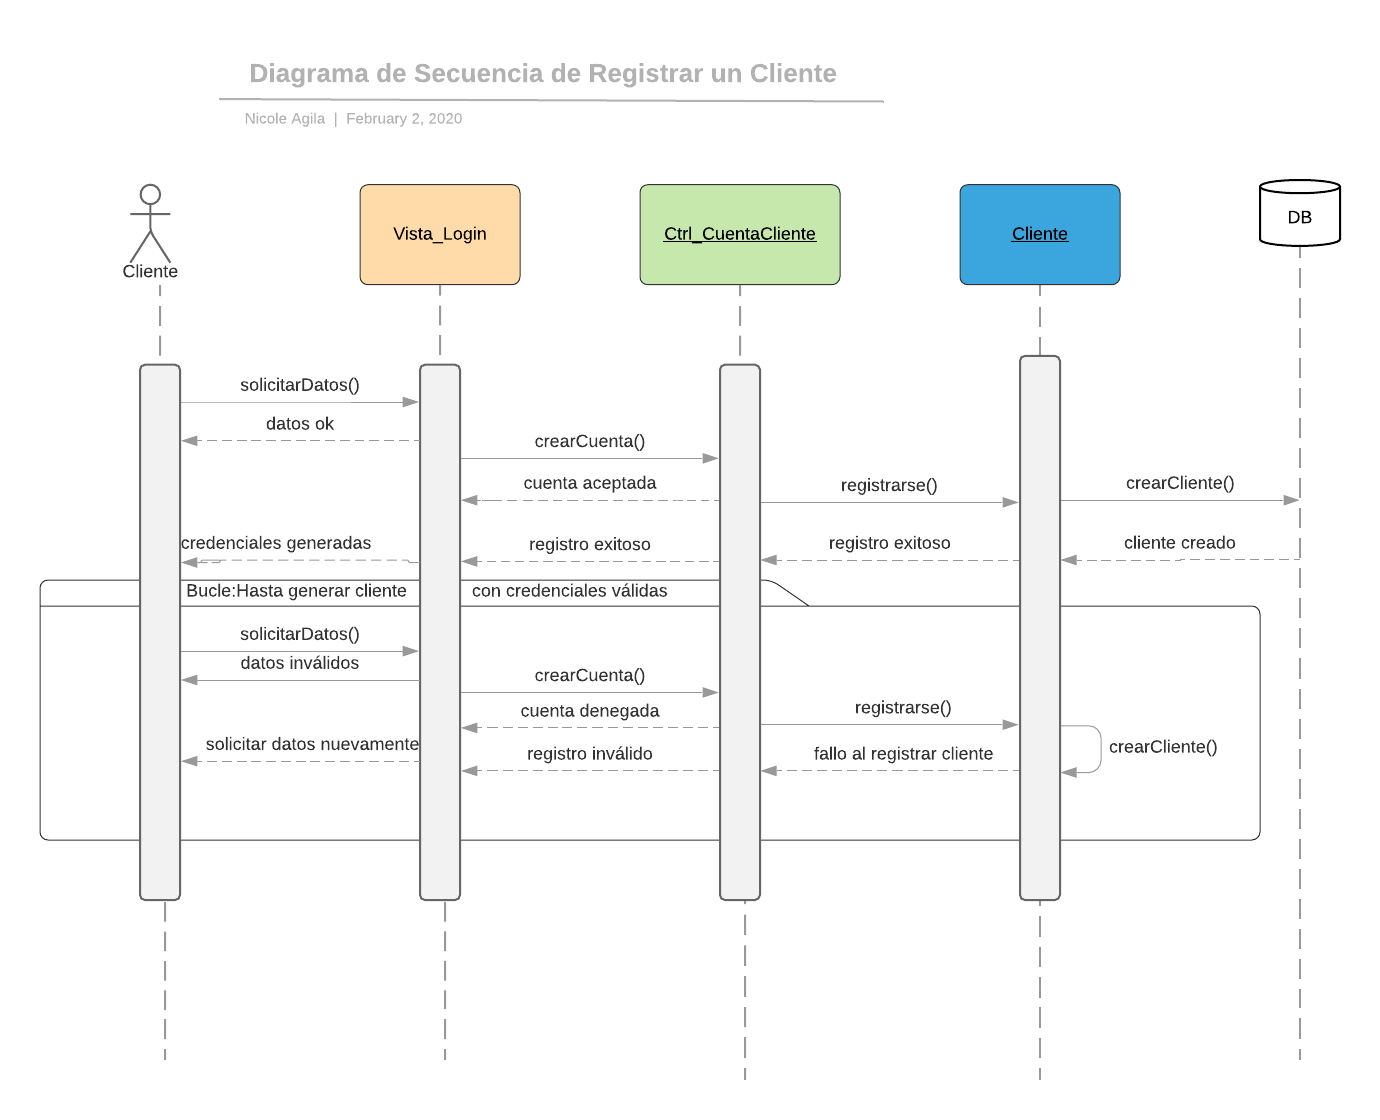 Diagrama de Secuencia de Registrar un Cliente
Nicole Agila | February 2, 2020
Cliente
Vista_Login
Ctrl_CuentaCliente
Cliente
DB
solicitarDatos()
datos ok
crearCuenta()
cuenta aceptada
registrarse()
crearCliente()
credenciales generadas
registro exitoso
registro exitoso
cliente creado
Bucle:Hasta generar cliente con credenciales válidas
solicitarDatos()
datos inválidos
crearCuenta()
cuenta denegada
registrarse()
solicitar datos nuevamente
registro inválido
fallo al registrar cliente
crearCliente()